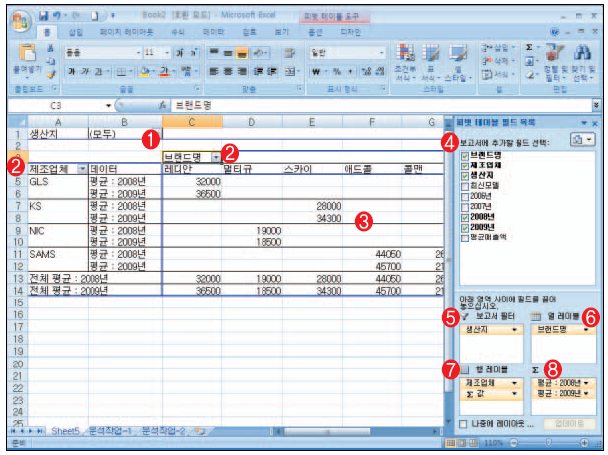 Book2 [호환 모드] - Microsoft Excel
피벗 테이블 도구
홈 삽입 페이지 레이아웃 수식 데이터 검토 보기 옵션 디자인
돋움 11
가 가 가
일반
조건부 서식 표 서식 셀 스타일
삽입
삭제
서식
정렬 및 필터 찾기 및 선택
클립보드 글꼴 맞춤 표시 형식 스타일 셀 편집
C3 fx 브랜드명
A B C D E F G
1 생산지 (모두) ①
2
3 브랜드명 ②
② 4 제조업체 데이터 레디안 멀티큐 스카이 애드콜 콜맨
5 GLS 평균 : 2008년 32000
6 평균 : 2009년 36500
7 KS 평균 : 2008년 28000
8 평균 : 2009년 34300 ③
9 NIC 평균 : 2008년 19000
10 평균 : 2009년 18500
11 SAMS 평균 : 2008년 44050 26
12 평균 : 2009년 45700 21
13 전체 평균 : 2008년 32000 19000 28000 44050 26
14 전체 평균 : 2009년 36500 18500 34300 45700 21
15
16
17
18
19
20
21
22
23
24
25
Sheet5 분석작업-1 분석작업-2
준비 110%
피벗 테이블 필드 목록
④ 보고서에 추가할 필드 선택:
브랜드명
제조업체
생산지
최신모델
2006년
2007년
2008년
2009년
평균매출액
아래 영역 사이에 필드를 끌어 놓으십시오.
⑤ 보고서 필터 열 레이블 ⑥
생산지 브랜드명
⑦ 행 레이블 Σ ⑧
제조업체 평균 : 2008년
Σ 값 평균 : 2009년
나중에 레이아웃 ... 업데이트